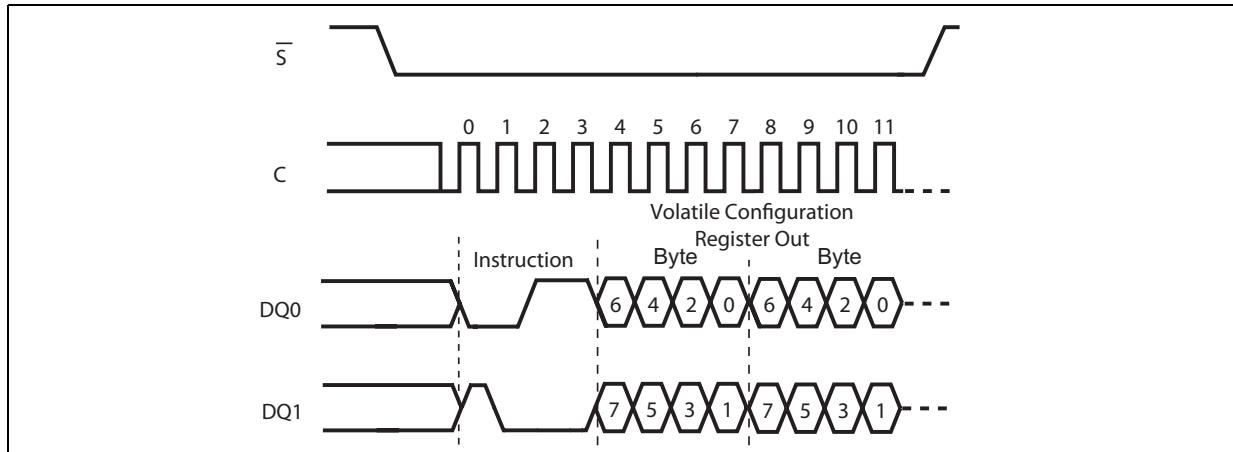 S
0 1 2 3 4 5 6 7 8 9 10 11
C
Volatile Configuration
Register Out
Instruction Byte Byte
DQ0 6 4 2 0 6 4 2 0
DQ1 7 5 3 1 7 5 3 1